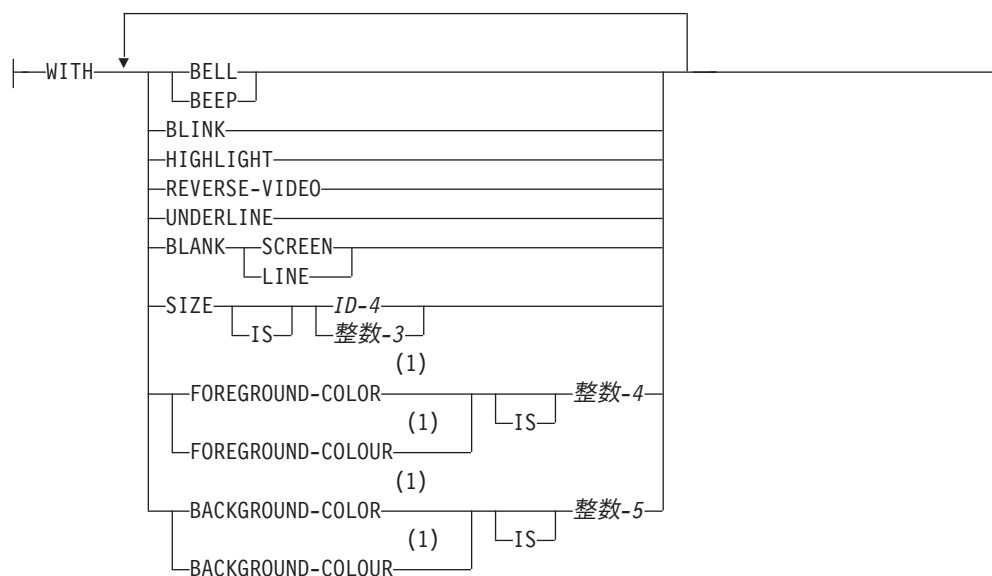 WITH BELL
BEEP
BLINK
HIGHLIGHT
REVERSE-VIDEO
UNDERLINE
BLANK SCREEN
LINE
SIZE IS ID-4
整数-3
(1)
FOREGROUND-COLOR IS 整数-4
(1)
FOREGROUND-COLOUR
(1)
BACKGROUND-COLOR IS 整数-5
(1)
BACKGROUND-COLOUR